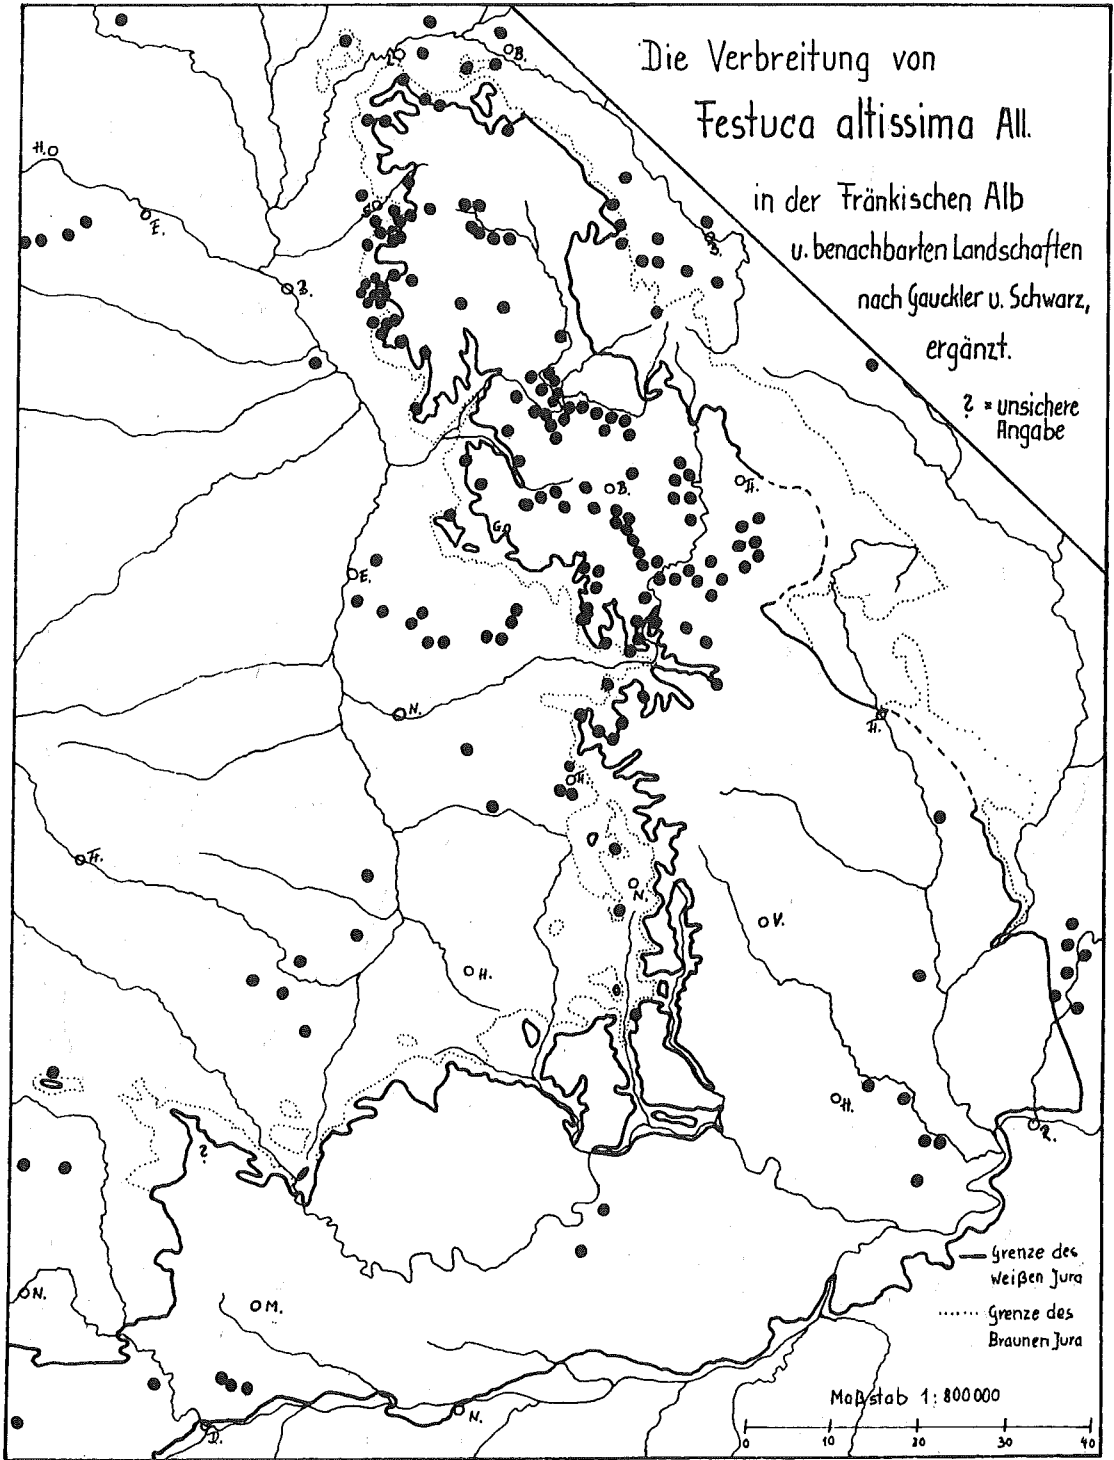 Die Verbreitung von
Festuca altissima All.
in der Fränkischen Alb
u. benachbarten Landschaften
nach Gauckler u. Schwarz,
ergänzt.
? = unsichere
Angabe
B.
H.
E.
B.
H.
B.
G.
E.
N.
H.
N.
V.
H.
H.
R.
?
N.
M.
D.
N.
Grenze des
weißen Jura
Grenze des
Braunen Jura
Maßstab 1:800000
0 10 20 30 40